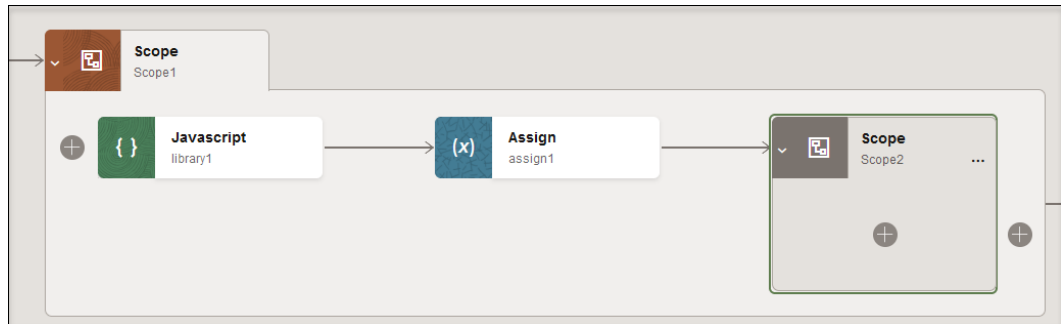 Scope
Scope1
{ }
Javascript
library1
(x)
Assign
assign1
Scope
Scope2
...